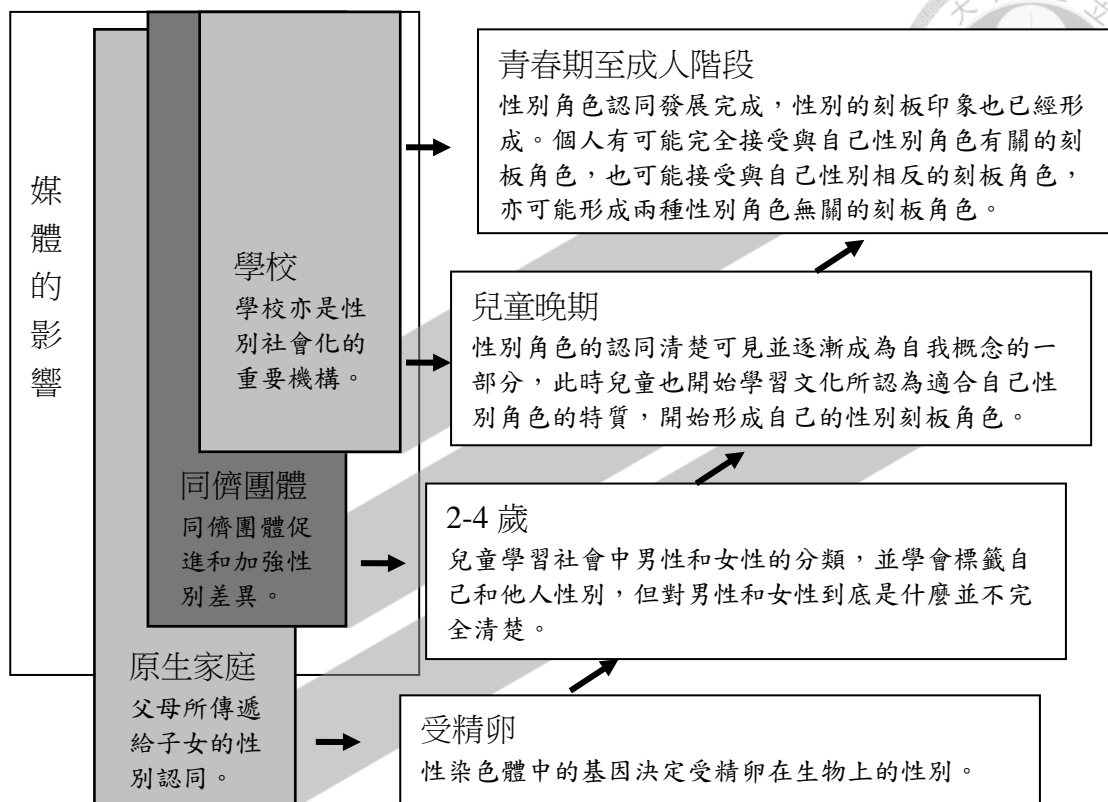 媒體的影響
學校
學校亦是性
別社會化的
重要機構。
同儕團體
同儕團體促
進和加強性
別差異。
原生家庭
父母所傳遞
給子女的性
別認同。
青春期至成人階段
性別角色認同發展完成，性別的刻板印象也已經形
成。個人有可能完全接受與自己性別角色有關的刻
板角色，也可能接受與自己性別相反的刻板角色，
亦可能形成兩種性別角色無關的刻板角色。
兒童晚期
性別角色的認同清楚可見並逐漸成為自我概念的一
部分，此時兒童也開始學習文化所認為適合自己性
別角色的特質，開始形成自己的性別刻板角色。
2-4 歲
兒童學習社會中男性和女性的分類，並學會標籤自
己和他人性別，但對男性和女性到底是什麼並不完
全清楚。
受精卵
性染色體中的基因決定受精卵在生物上的性別。